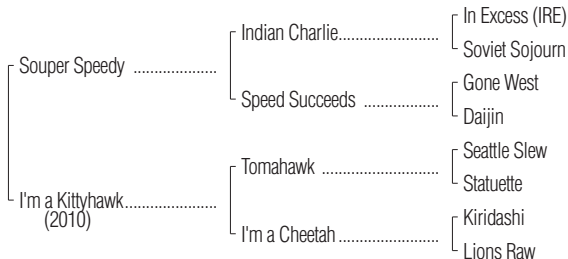 In Excess (IRE)
Indian Charlie
Soviet Sojourn
Souper Speedy
Gone West
Speed Succeeds
Daijin
Seattle Slew
Tomahawk
Statuette
I'm a Kittyhawk
(2010)
Kiridashi
I'm a Cheetah
Lions Raw